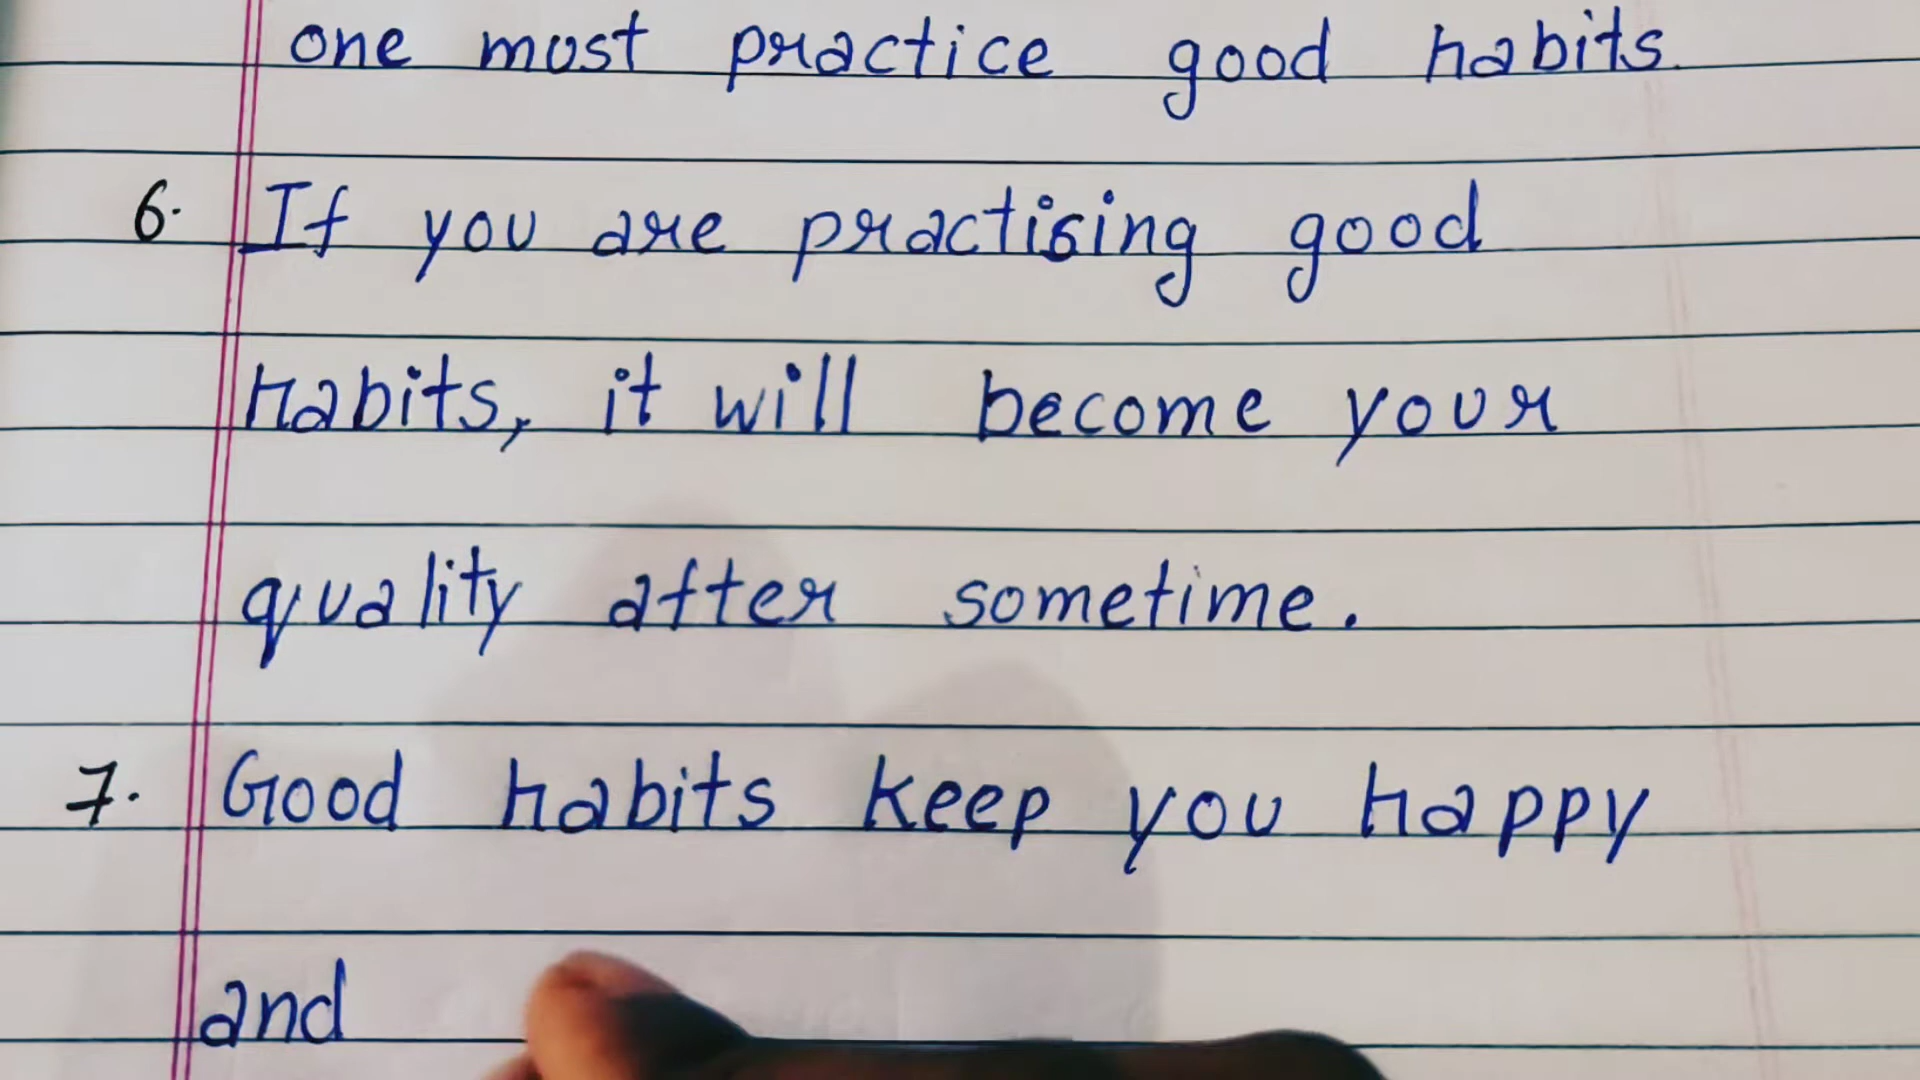 one must practice good habits.
6. If you are practising good
habits, it will become your
quality after sometime.
7. Good habits keep you happy
and